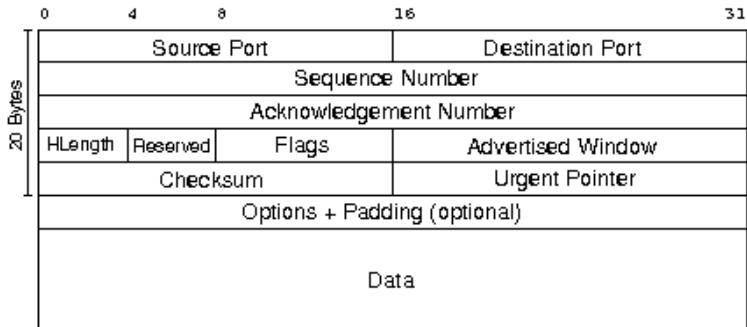 0 4 8 16 31
Source Port Destination Port
Sequence Number
Acknowledgement Number
HLength Reserved Flags Advertised Window
Checksum Urgent Pointer
Options + Padding (optional)
Data
20 Bytes